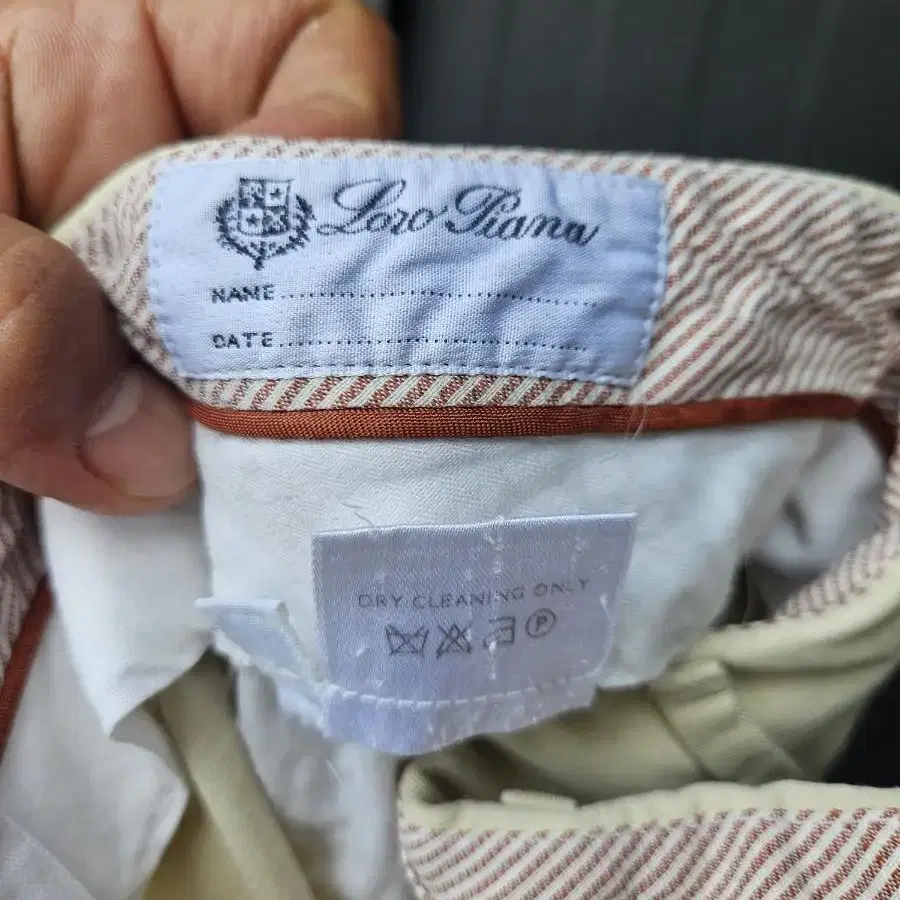 Loro Piana
NAME ..............................
DATE ..............................
DRY CLEANING ONLY
P